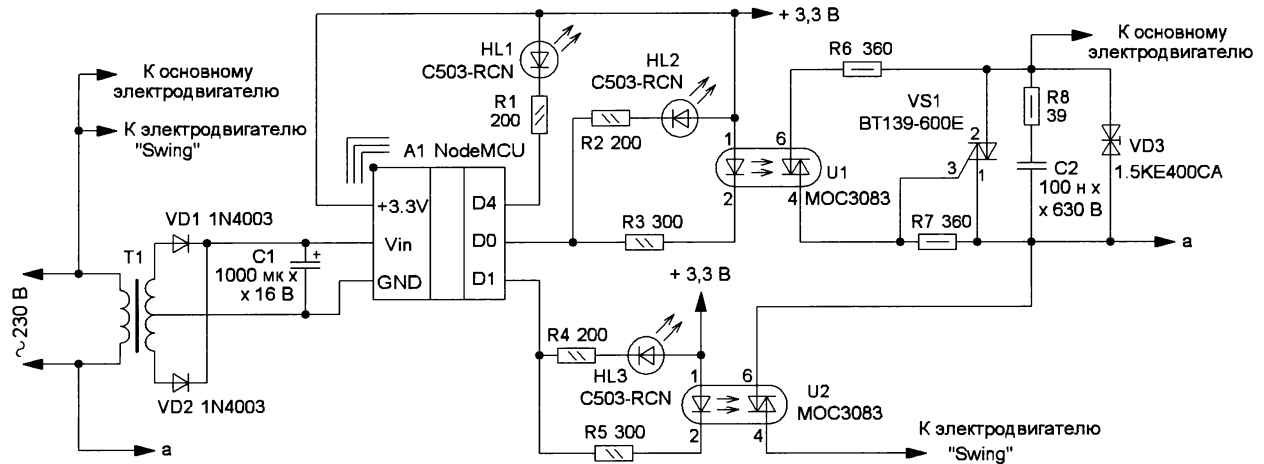 + 3,3 В
К основному
электродвигателю
К электродвигателю
"Swing"
HL1
C503-RCN
R1
200
HL2
C503-RCN
R2 200
R6 360
К основному
электродвигателю
VS1
BT139-600E
R8
39
VD3
1.5KE400CA
C2
100 н х
х 630 В
A1 NodeMCU
+3.3V
Vin
GND
D4
D0
D1
1
2
6
4
U1
MOC3083
2
3
1
R3 300
R7 360
а
VD1 1N4003
T1
C1
+
1000 мк х
х 16 В
~230 В
VD2 1N4003
а
+ 3,3 В
R4 200
HL3
C503-RCN
1
2
6
4
U2
MOC3083
R5 300
К электродвигателю
"Swing"